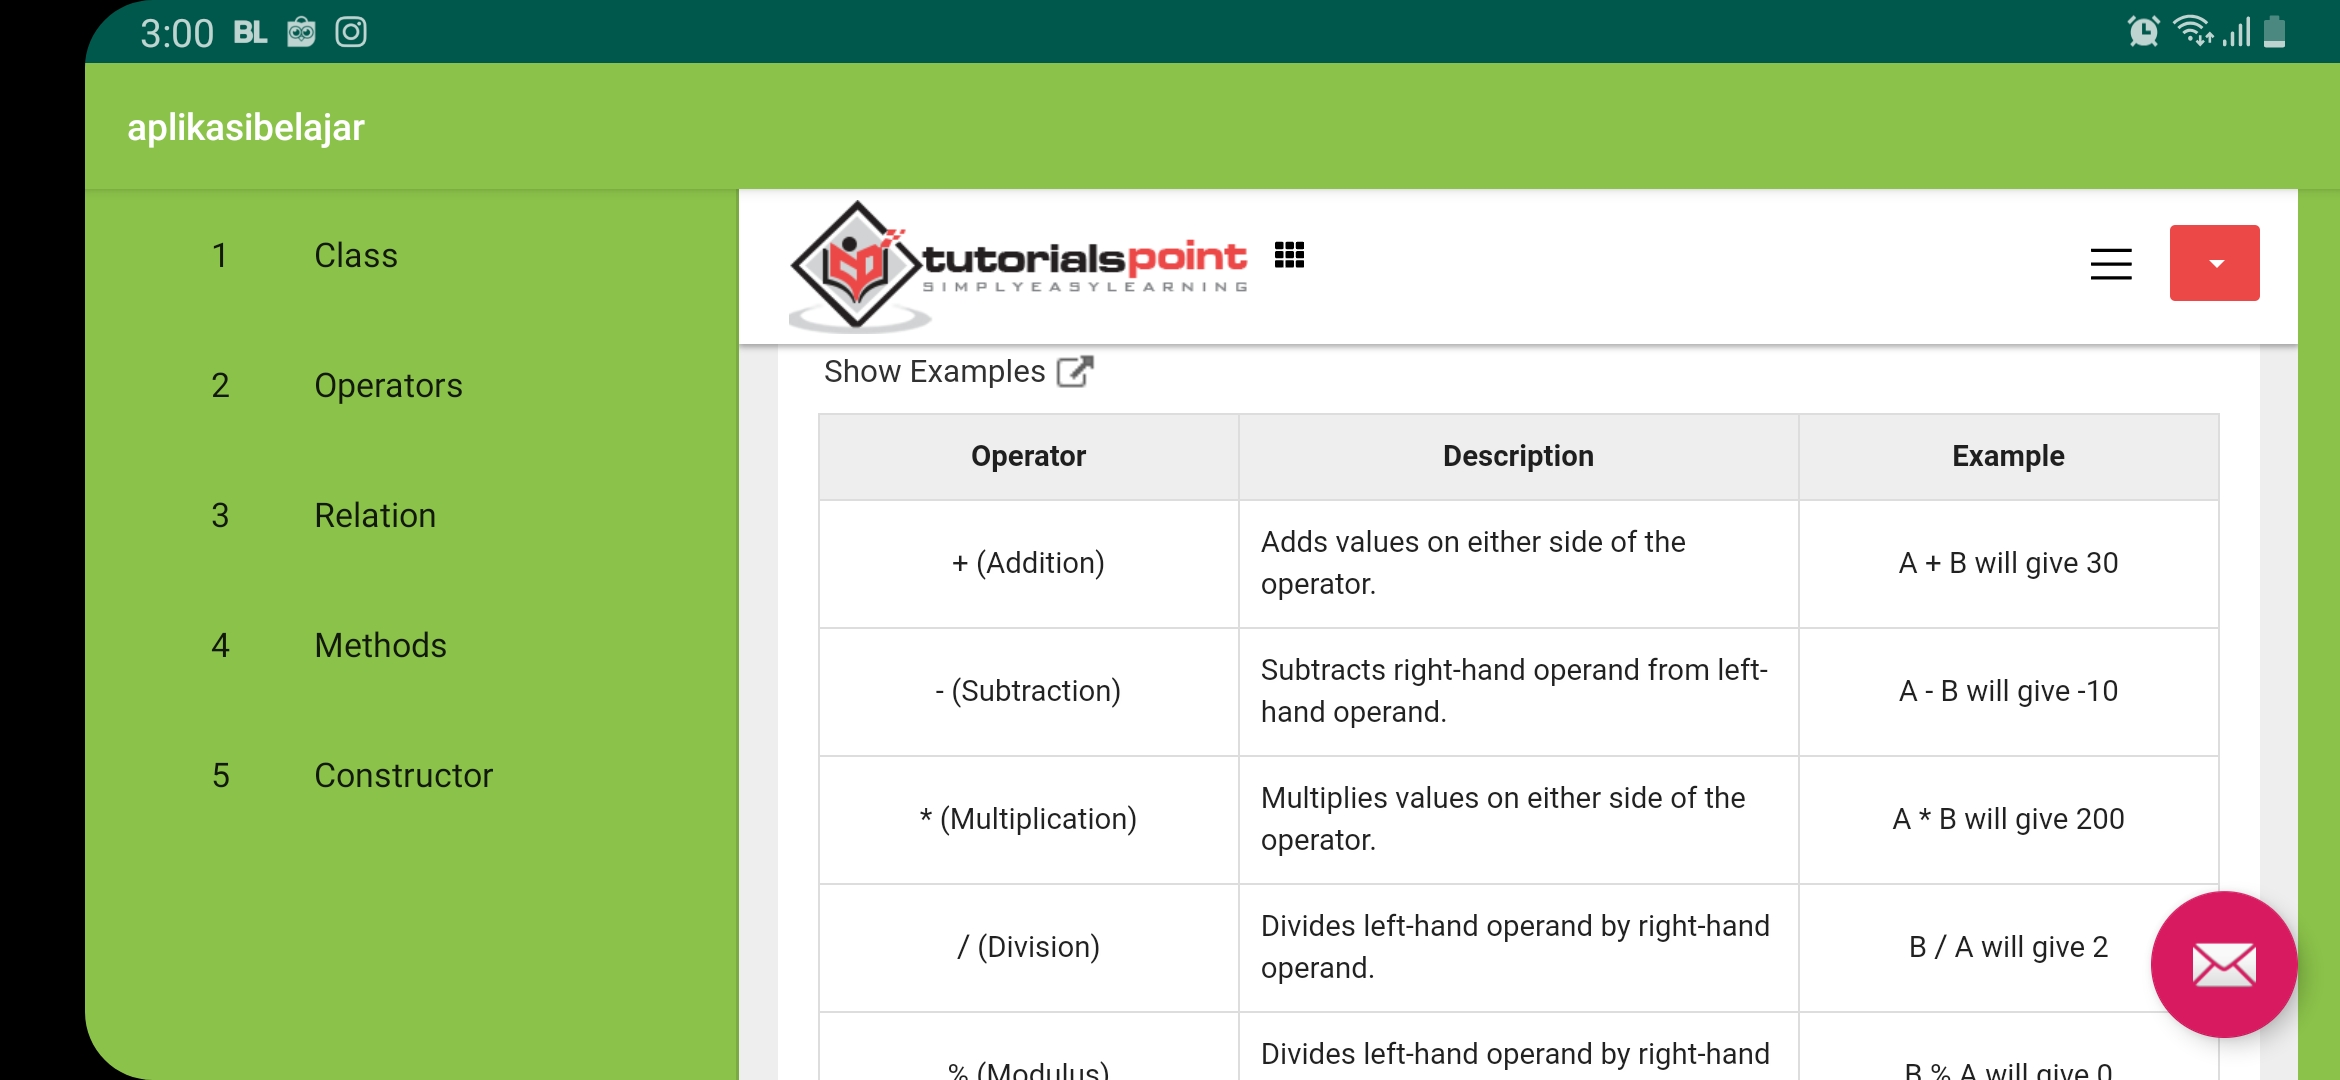 3:00 BL
aplikasibelajar
1 Class
2 Operators
3 Relation
4 Methods
5 Constructor
tutorialspoint
SIMPLYEASYLEARNING
Show Examples
Operator Description Example
+ (Addition) Adds values on either side of the
operator. A + B will give 30
- (Subtraction) Subtracts right-hand operand from left-
hand operand. A - B will give -10
* (Multiplication) Multiplies values on either side of the
operator. A * B will give 200
/ (Division) Divides left-hand operand by right-hand
operand. B / A will give 2
% (Modulus) Divides left-hand operand by right-hand
B % A will give 0